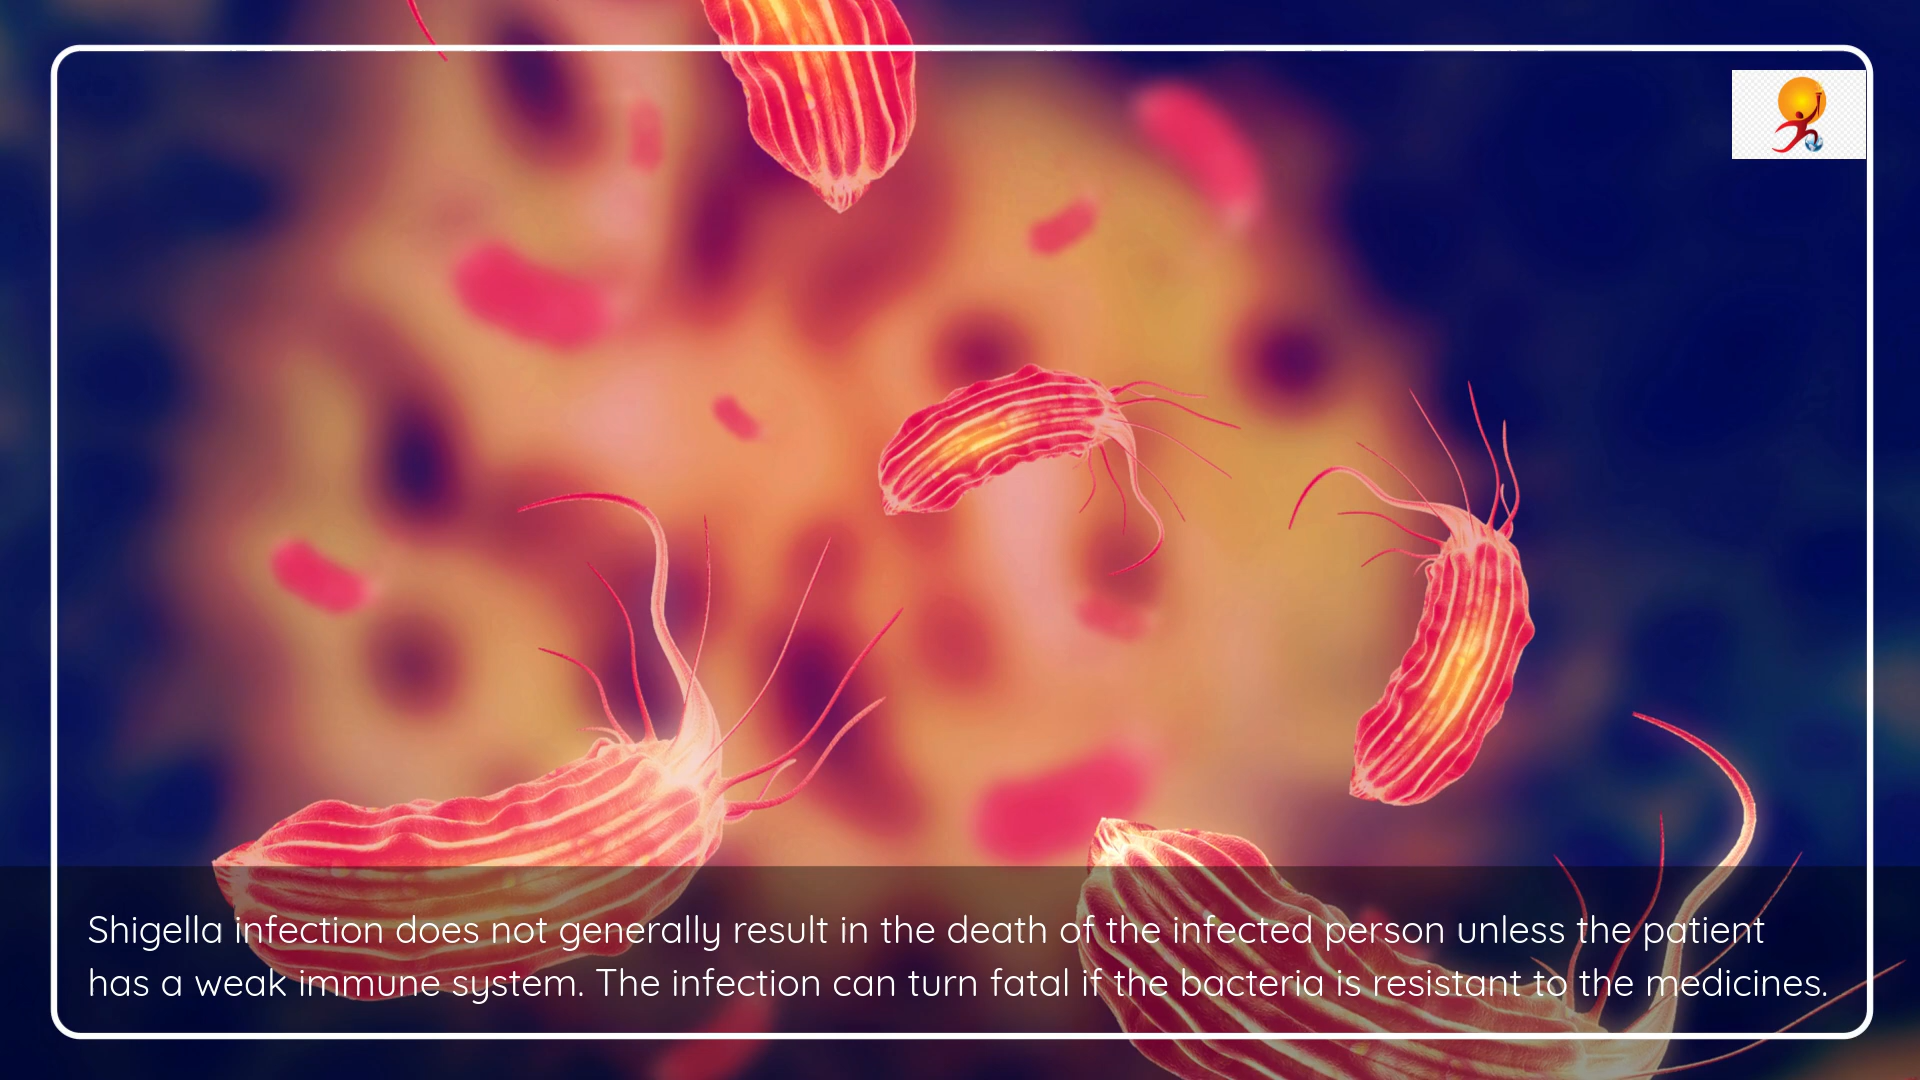 Shigella infection does not generally result in the death of the infected person unless the patient
has a weak immune system. The infection can turn fatal if the bacteria is resistant to the medicines.